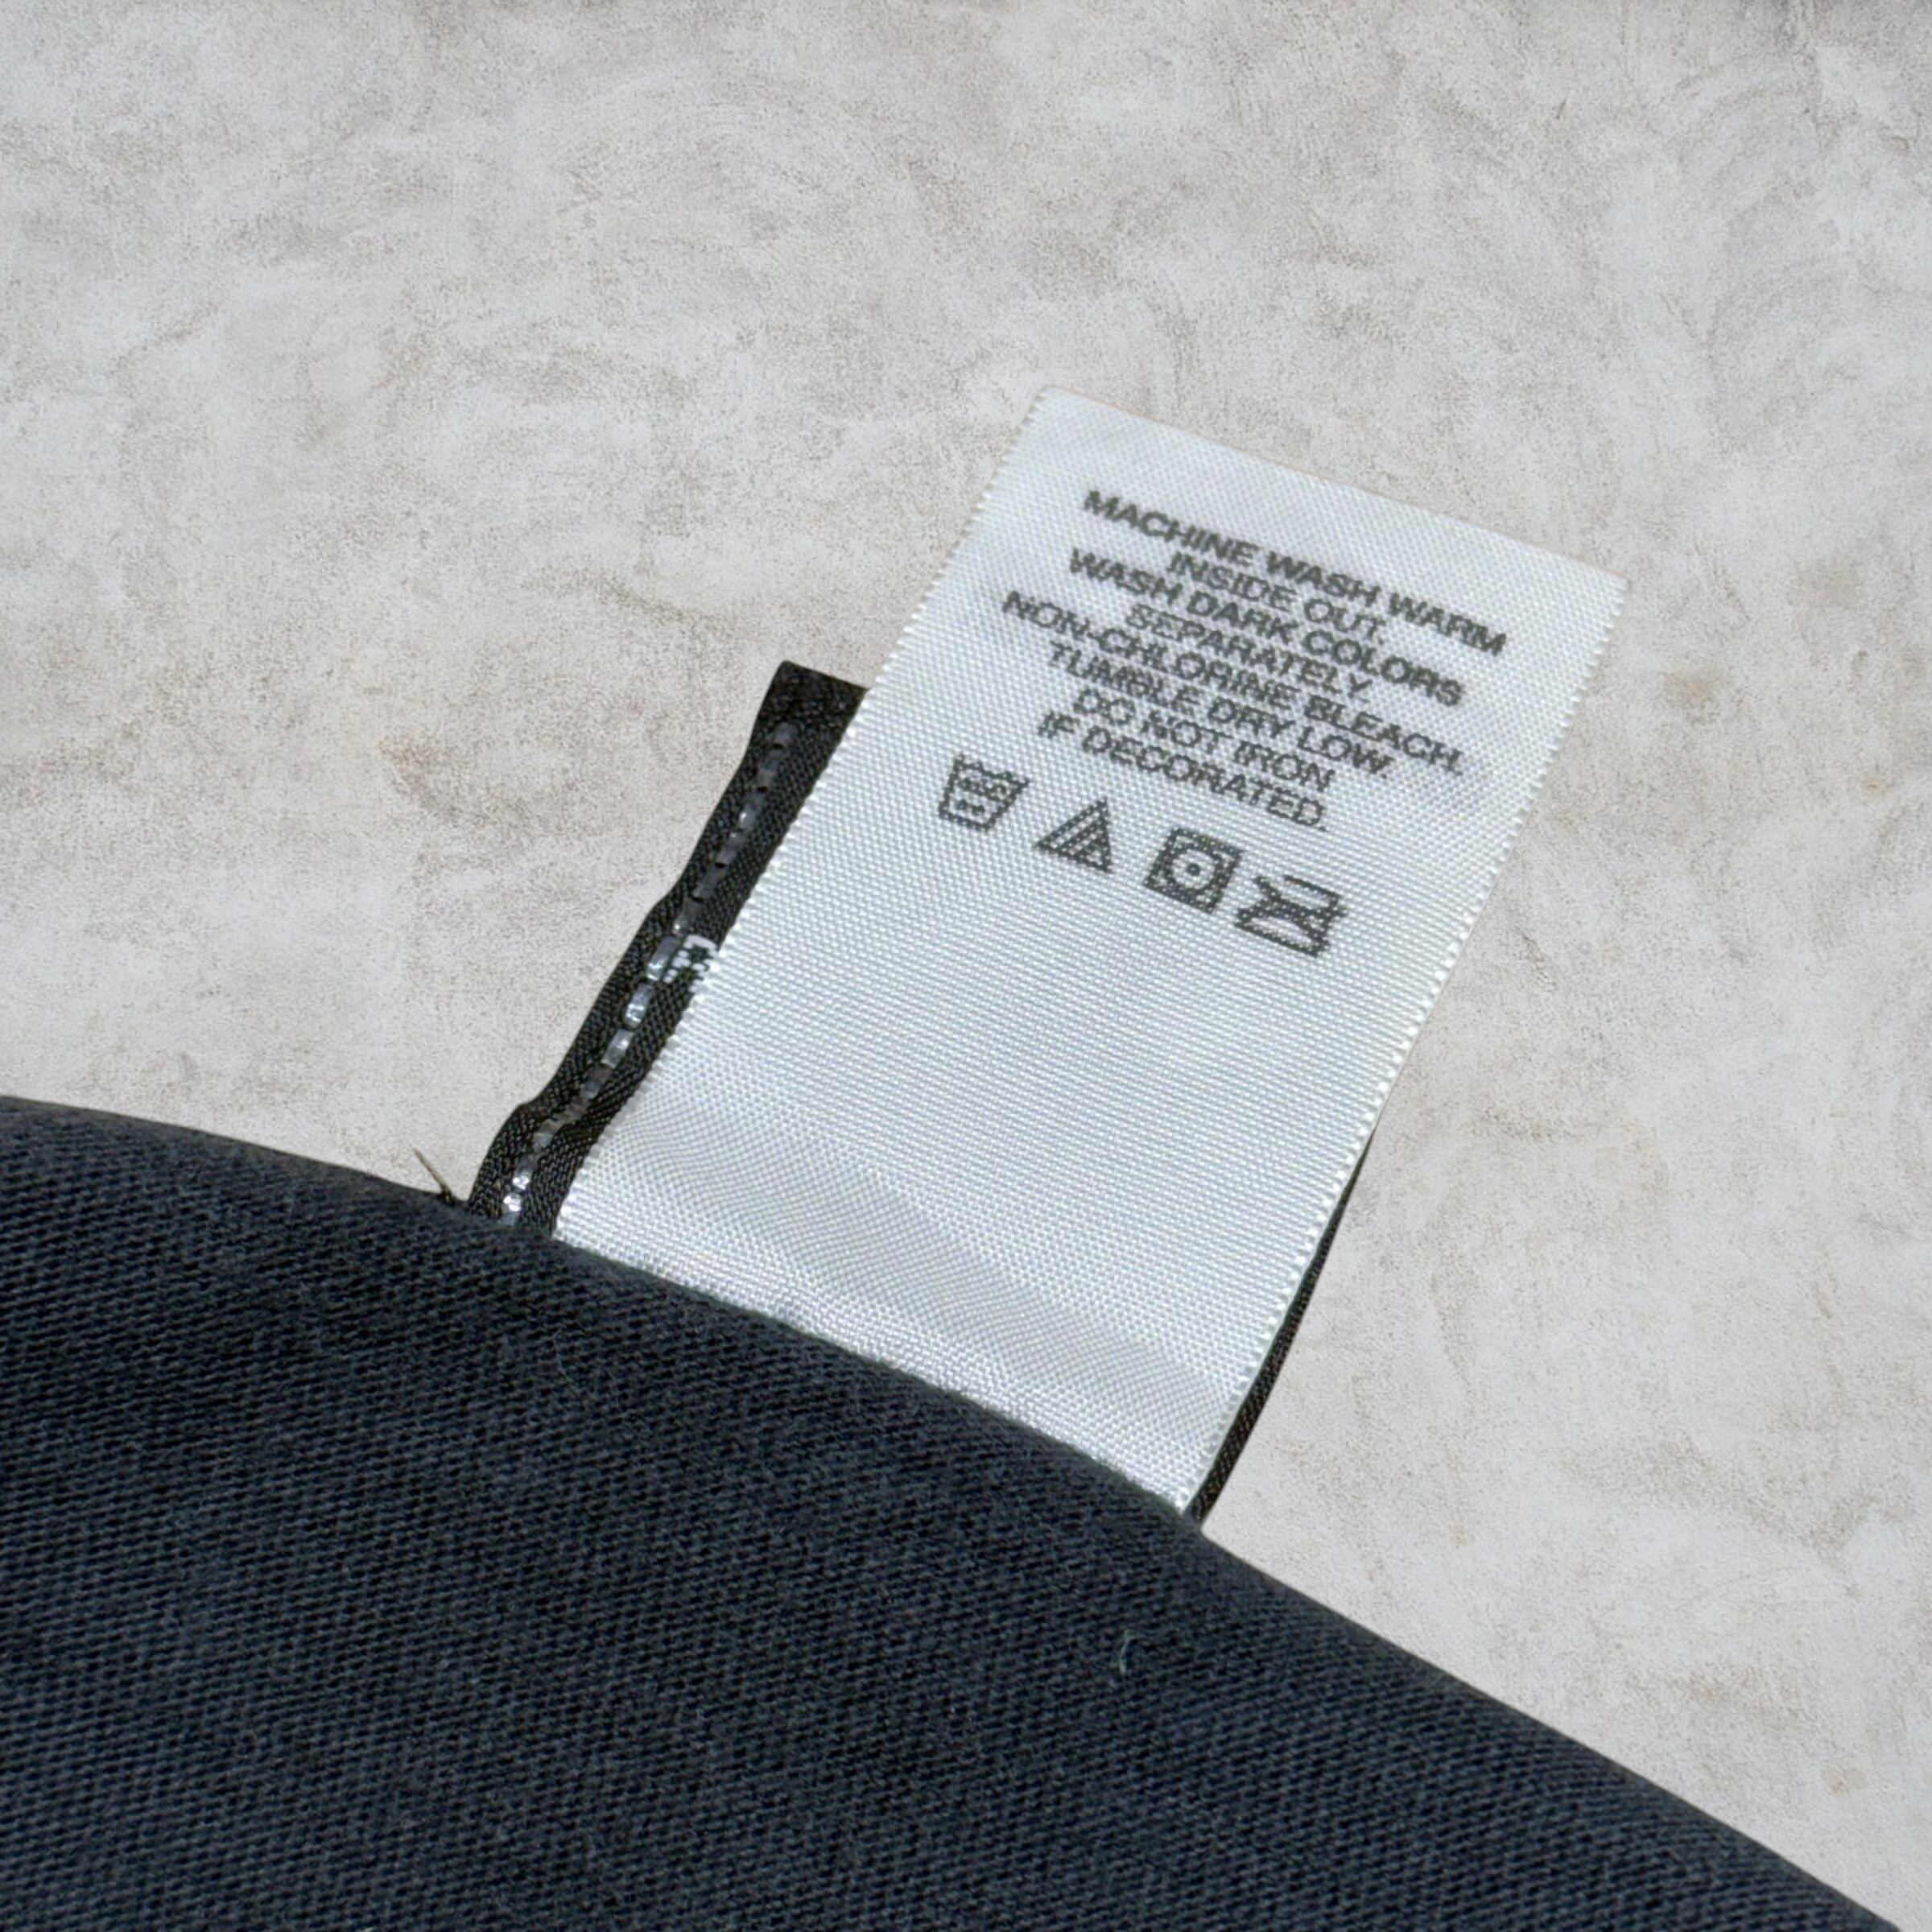 MACHINE WASH WARM
INSIDE OUT.
WASH DARK COLORS
SEPARATELY
NON-CHLORINE BLEACH.
TUMBLE DRY LOW.
DO NOT IRON
IF DECORATED.